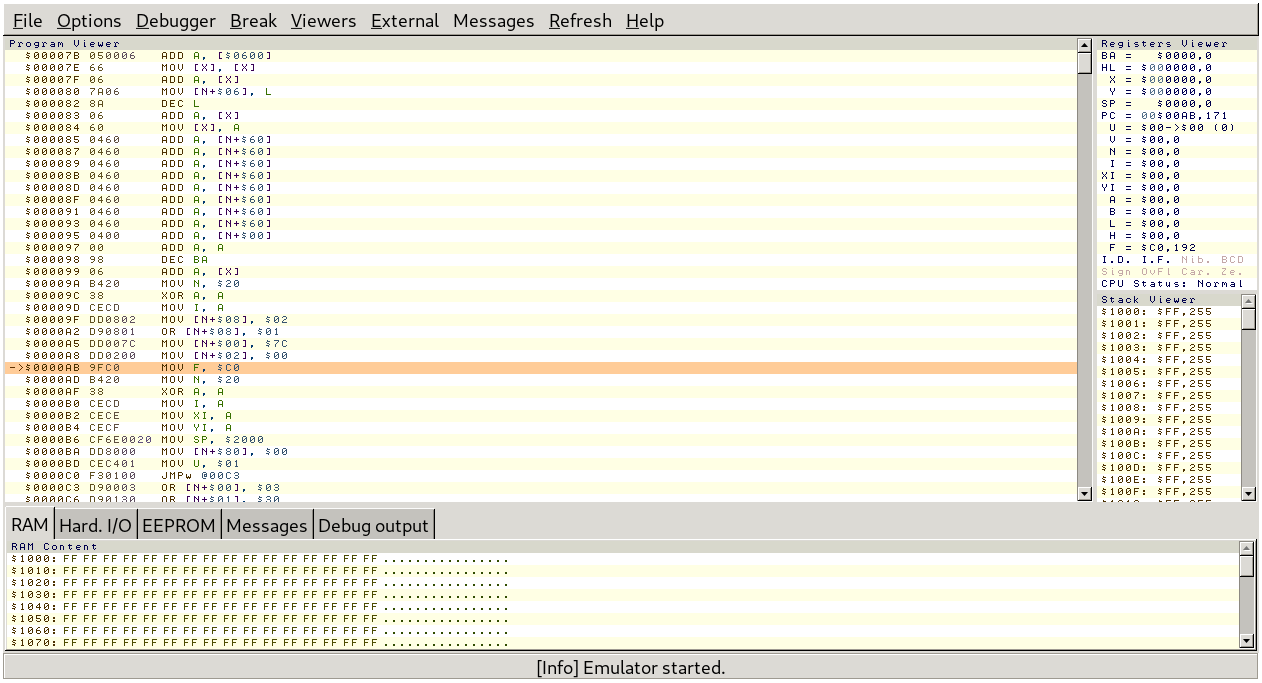 File Options Debugger Break Viewers External Messages Refresh Help
Program Viewer
$00007B 050006 ADD A, [$0600]
$00007E 66 MOV [X], [X]
$00007F 06 ADD A, [X]
$000080 7A06 MOV [N+$06], L
$000082 8A DEC L
$000083 06 ADD A, [X]
$000084 60 MOV [X], A
$000085 0460 ADD A, [N+$60]
$000087 0460 ADD A, [N+$60]
$000089 0460 ADD A, [N+$60]
$00008B 0460 ADD A, [N+$60]
$00008D 0460 ADD A, [N+$60]
$00008F 0460 ADD A, [N+$60]
$000091 0460 ADD A, [N+$60]
$000093 0460 ADD A, [N+$60]
$000095 0400 ADD A, [N+$00]
$000097 00 ADD A, A
$000098 98 DEC BA
$000099 06 ADD A, [X]
$00009A B420 MOV N, $20
$00009C 38 XOR A, A
$00009D CECD MOV I, A
$00009F DD0802 MOV [N+$08], $02
$0000A2 D90801 OR [N+$08], $01
$0000A5 DD007C MOV [N+$00], $7C
$0000A8 DD0200 MOV [N+$02], $00
->$0000AB 9FC0 MOV F, $C0
$0000AD B420 MOV N, $20
$0000AF 38 XOR A, A
$0000B0 CECD MOV I, A
$0000B2 CECE MOV XI, A
$0000B4 CECF MOV YI, A
$0000B6 CF6E0020 MOV SP, $2000
$0000BA DD8000 MOV [N+$80], $00
$0000BD CEC401 MOV U, $01
$0000C0 F30100 JMPw @00C3
$0000C3 D90003 OR [N+$00], $03
$0000C6 D90130 OR [N+$01], $30
Registers Viewer
BA = $0000,0
HL = $000000,0
X = $000000,0
Y = $000000,0
SP = $0000,0
PC = 00$00AB,171
U = $00->$00 (0)
V = $00,0
N = $00,0
I = $00,0
XI = $00,0
YI = $00,0
A = $00,0
B = $00,0
L = $00,0
H = $00,0
F = $C0,192
I.D. I.F. Nib. BCD
Sign OvFl Car. Ze.
CPU Status: Normal
Stack Viewer
$1000: $FF,255
$1001: $FF,255
$1002: $FF,255
$1003: $FF,255
$1004: $FF,255
$1005: $FF,255
$1006: $FF,255
$1007: $FF,255
$1008: $FF,255
$1009: $FF,255
$100A: $FF,255
$100B: $FF,255
$100C: $FF,255
$100D: $FF,255
$100E: $FF,255
$100F: $FF,255
RAM Hard. I/O EEPROM Messages Debug output
RAM Content
$1000: FF FF FF FF FF FF FF FF FF FF FF FF FF FF FF FF ................
$1010: FF FF FF FF FF FF FF FF FF FF FF FF FF FF FF FF ................
$1020: FF FF FF FF FF FF FF FF FF FF FF FF FF FF FF FF ................
$1030: FF FF FF FF FF FF FF FF FF FF FF FF FF FF FF FF ................
$1040: FF FF FF FF FF FF FF FF FF FF FF FF FF FF FF FF ................
$1050: FF FF FF FF FF FF FF FF FF FF FF FF FF FF FF FF ................
$1060: FF FF FF FF FF FF FF FF FF FF FF FF FF FF FF FF ................
$1070: FF FF FF FF FF FF FF FF FF FF FF FF FF FF FF FF ................
[Info] Emulator started.